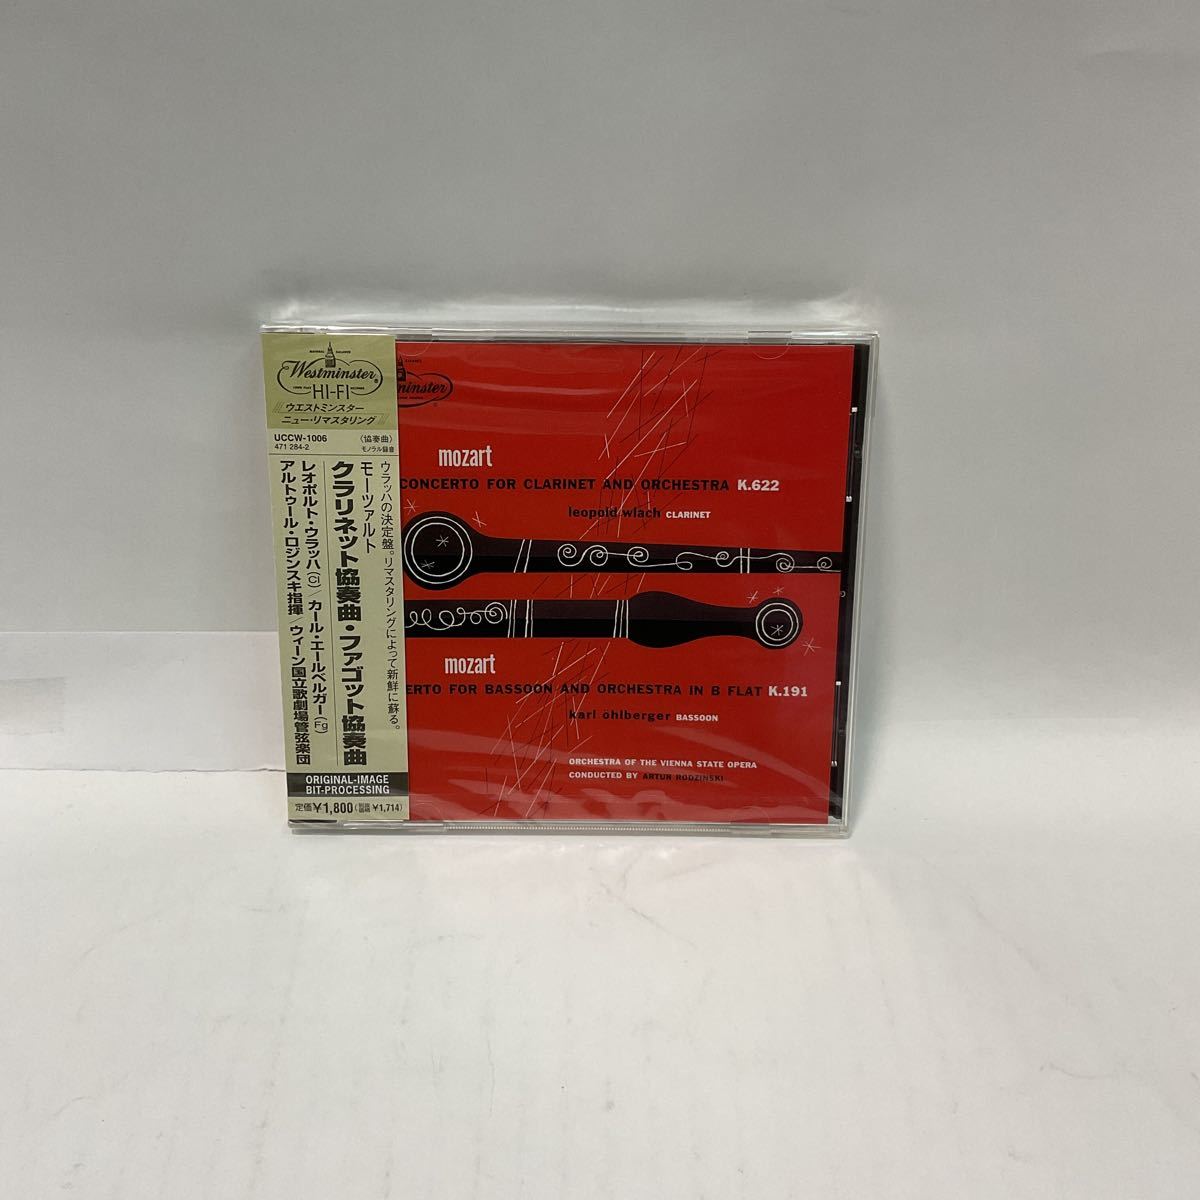 Westminster
HI-FI
ウエストミンスター
ニュー・リマスタリング
UCCW-1006
471 284-2
〈協奏曲〉
モノラル録音
ウラッハの決定盤。リマスタリングによって新鮮に蘇る。
モーツァルト
クラリネット協奏曲・ファゴット協奏曲
レオポルト・ウラッハ(Cl)/カール・エールベルガー(Fg)
アルトゥール・ロジンスキ指揮/ウィーン国立歌劇場管弦楽団
ORIGINAL-IMAGE
BIT-PROCESSING
定価¥1,800(税抜価格 ¥1,714)
minster
mozart
CONCERTO FOR CLARINET AND ORCHESTRA K.622
leopold wlach CLARINET
mozart
ERTO FOR BASSOON AND ORCHESTRA IN B FLAT K.191
karl öhlberger BASSOON
ORCHESTRA OF THE VIENNA STATE OPERA
CONDUCTED BY ARTUR RODZINSKI